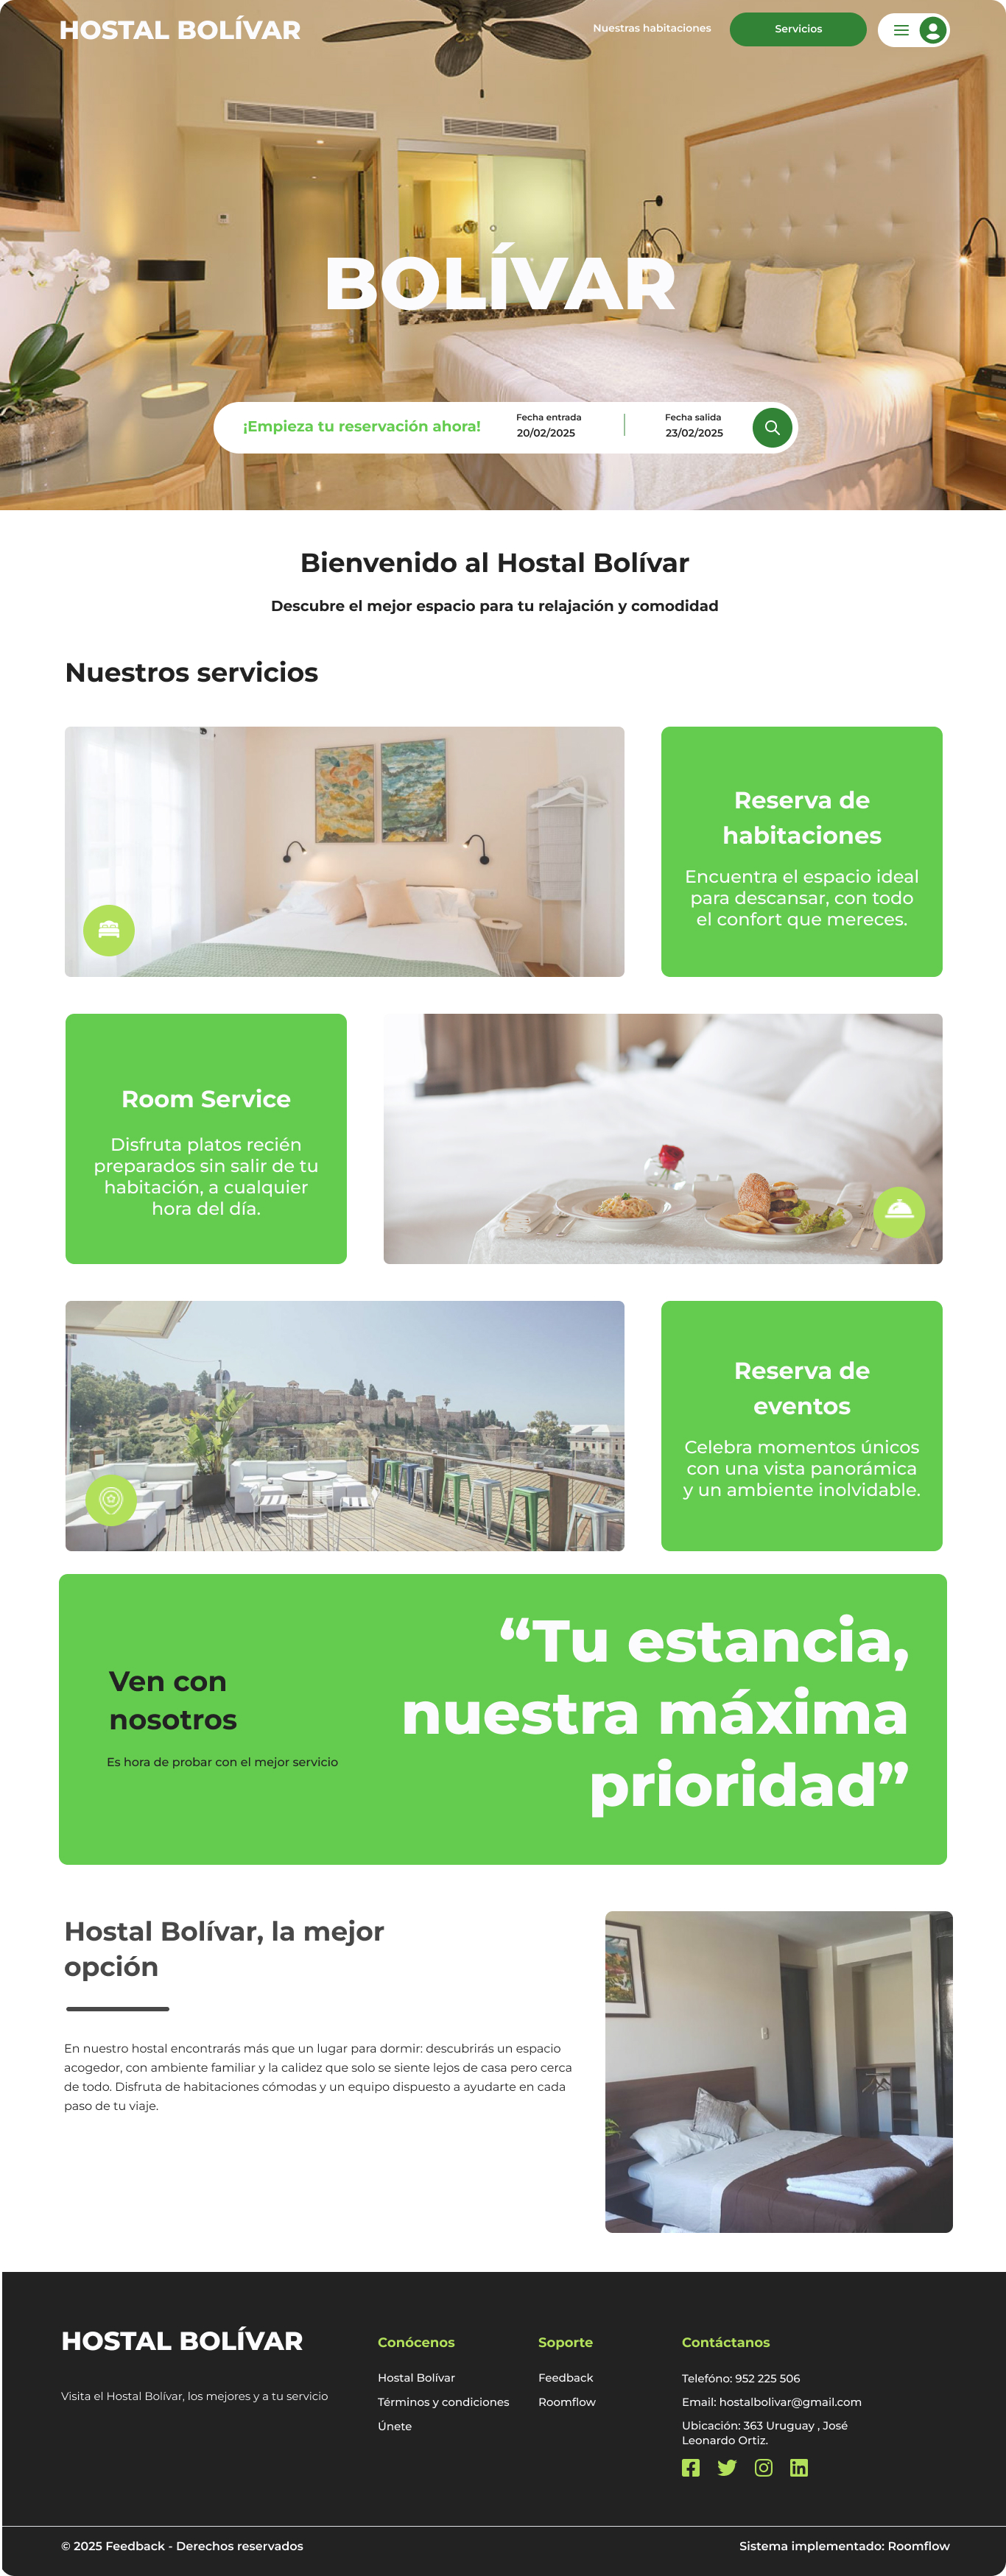 HOSTAL BOLÍVAR
Nuestras habitaciones
Servicios
BOLÍVAR
¡Empieza tu reservación ahora!
Fecha entrada
20/02/2025
Fecha salida
23/02/2025
Bienvenido al Hostal Bolívar
Descubre el mejor espacio para tu relajación y comodidad
Nuestros servicios
Reserva de
habitaciones
Encuentra el espacio ideal
para descansar, con todo
el confort que mereces.
Room Service
Disfruta platos recién
preparados sin salir de tu
habitación, a cualquier
hora del día.
Reserva de
eventos
Celebra momentos únicos
con una vista panorámica
y un ambiente inolvidable.
Ven con
nosotros
Es hora de probar con el mejor servicio
“Tu estancia,
nuestra máxima
prioridad”
Hostal Bolívar, la mejor
opción
En nuestro hostal encontrarás más que un lugar para dormir: descubrirás un espacio
acogedor, con ambiente familiar y la calidez que solo se siente lejos de casa pero cerca
de todo. Disfruta de habitaciones cómodas y un equipo dispuesto a ayudarte en cada
paso de tu viaje.
HOSTAL BOLÍVAR
Visita el Hostal Bolívar, los mejores y a tu servicio
Conócenos
Hostal Bolívar
Términos y condiciones
Únete
Soporte
Feedback
Roomflow
Contáctanos
Telefóno: 952 225 506
Email: hostalbolivar@gmail.com
Ubicación: 363 Uruguay , José
Leonardo Ortiz.
© 2025 Feedback - Derechos reservados
Sistema implementado: Roomflow